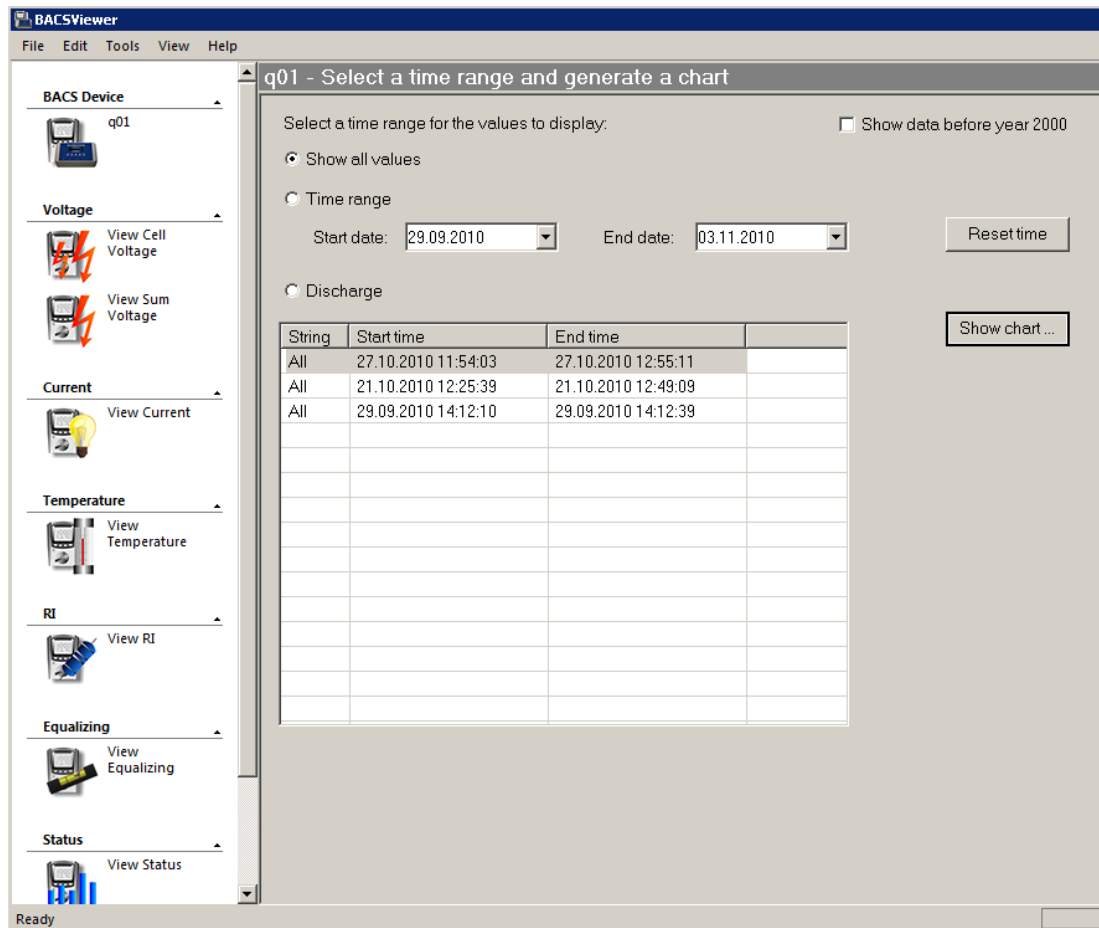 BACSViewer
File Edit Tools View Help
BACS Device
q01
Voltage
View Cell
Voltage
View Sum
Voltage
Current
View Current
Temperature
View
Temperature
RI
View RI
Equalizing
View
Equalizing
Status
View Status
q01 - Select a time range and generate a chart
Select a time range for the values to display:
Show data before year 2000
Show all values
Time range
Start date: 29.09.2010 End date: 03.11.2010 Reset time
Discharge
Show chart ...
String Start time End time
All 27.10.2010 11:54:03 27.10.2010 12:55:11
All 21.10.2010 12:25:39 21.10.2010 12:49:09
All 29.09.2010 14:12:10 29.09.2010 14:12:39
Ready